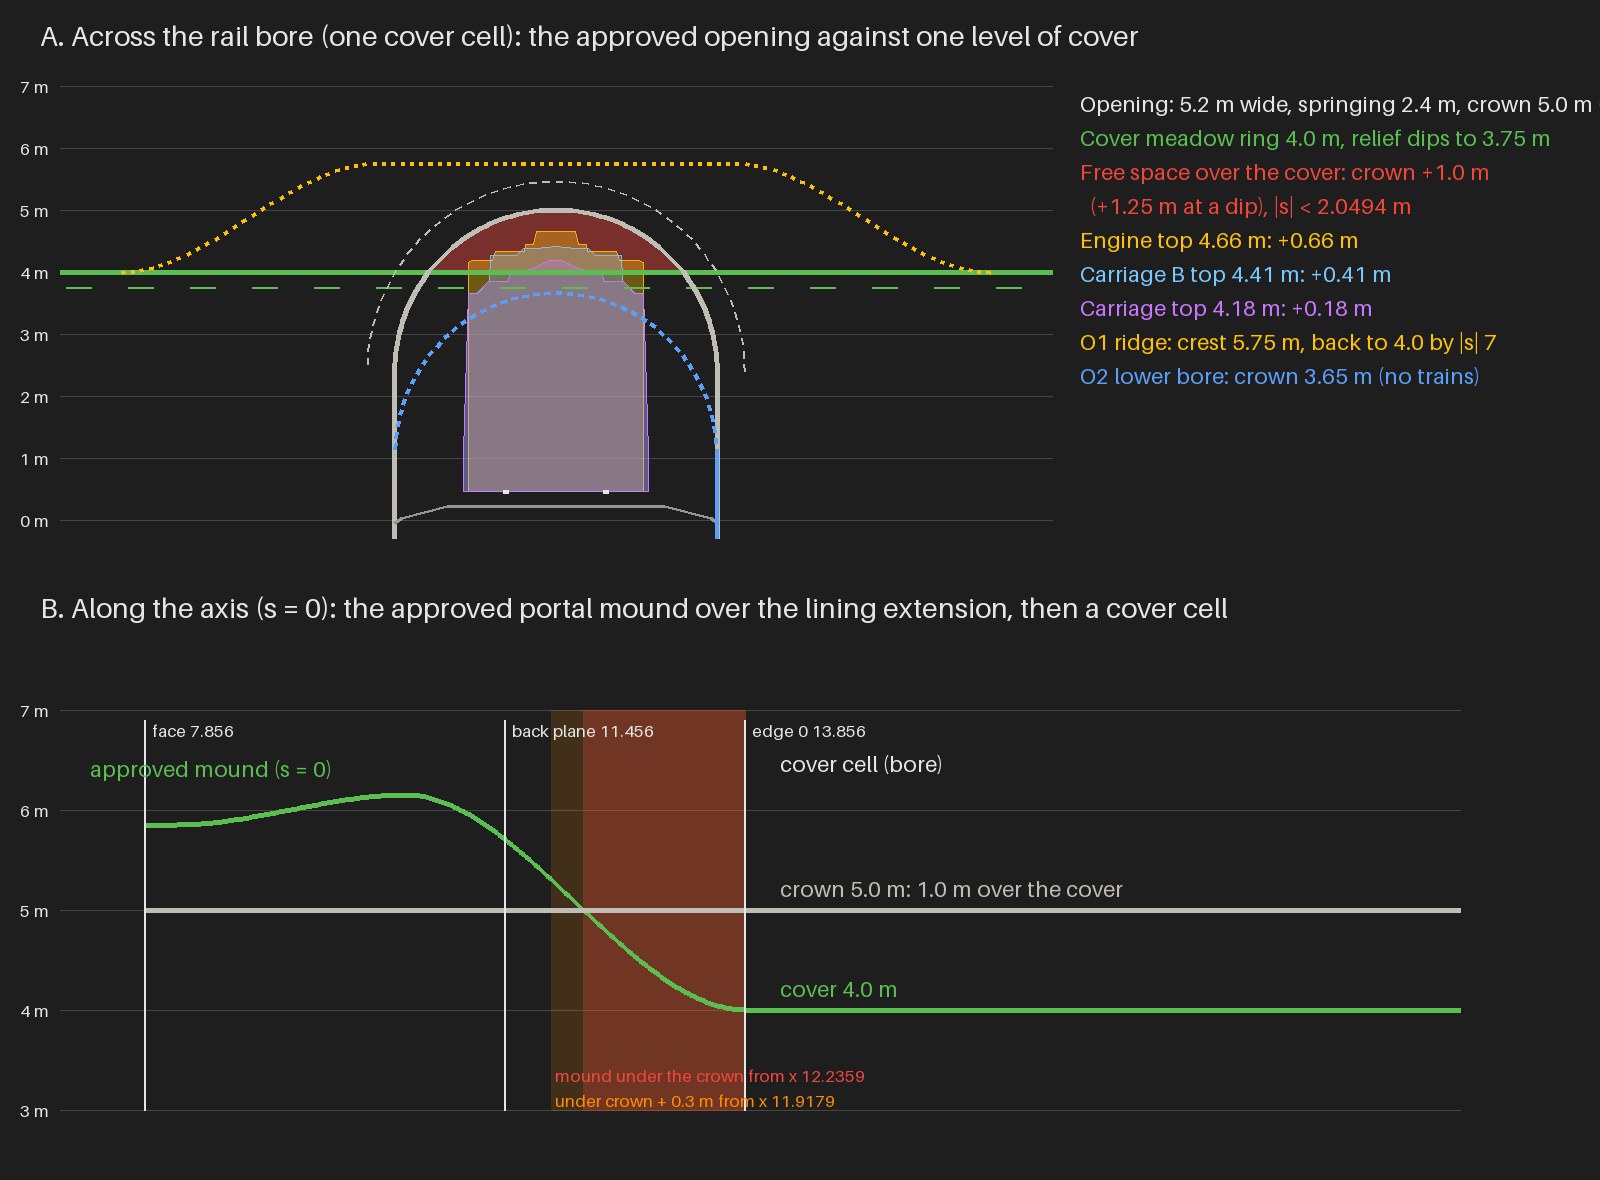 A. Across the rail bore (one cover cell): the approved opening against one level of cover
7 m
6 m
5 m
4 m
3 m
2 m
1 m
0 m
Opening: 5.2 m wide, springing 2.4 m, crown 5.0 m
Cover meadow ring 4.0 m, relief dips to 3.75 m
Free space over the cover: crown +1.0 m
(+1.25 m at a dip), |s| < 2.0494 m
Engine top 4.66 m: +0.66 m
Carriage B top 4.41 m: +0.41 m
Carriage top 4.18 m: +0.18 m
O1 ridge: crest 5.75 m, back to 4.0 by |s| 7
O2 lower bore: crown 3.65 m (no trains)
B. Along the axis (s = 0): the approved portal mound over the lining extension, then a cover cell
7 m
6 m
5 m
4 m
3 m
face 7.856
back plane 11.456
edge 0 13.856
approved mound (s = 0)
cover cell (bore)
crown 5.0 m: 1.0 m over the cover
cover 4.0 m
mound under the crown from x 12.2359
under crown + 0.3 m from x 11.9179